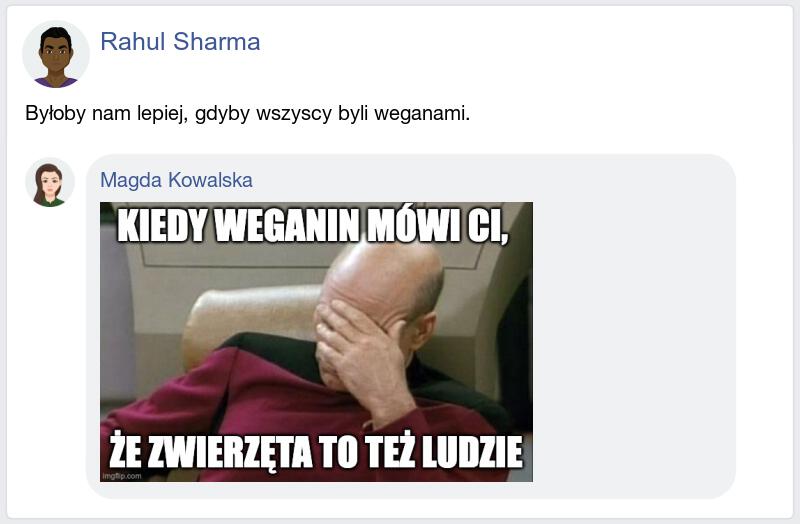 Rahul Sharma
Byłoby nam lepiej, gdyby wszyscy byli weganami.
Magda Kowalska
KIEDY WEGANIN MÓWI CI,
ŻE ZWIERZĘTA TO TEŻ LUDZIE
imgflip.com